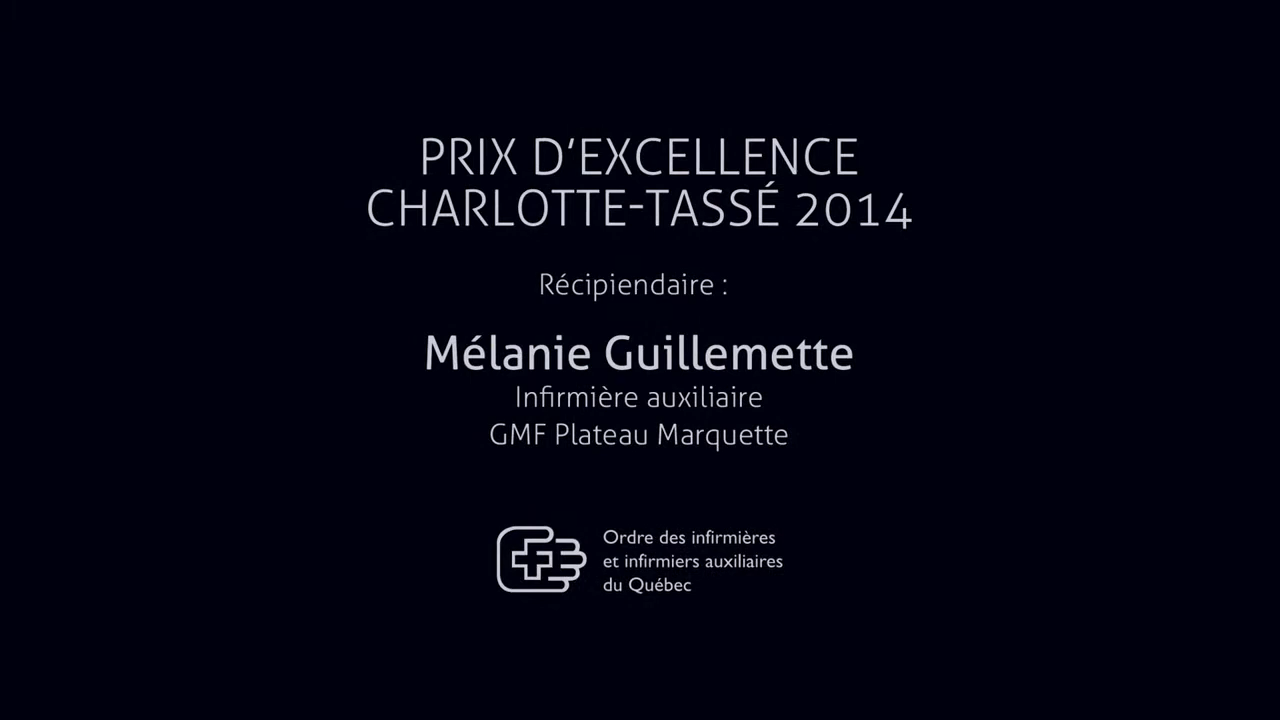 PRIX D'EXCELLENCE
CHARLOTTE-TASSÉ 2014
Récipiendaire :
Mélanie Guillemette
Infirmière auxiliaire
GMF Plateau Marquette
Ordre des infirmières
et infirmiers auxiliaires
du Québec